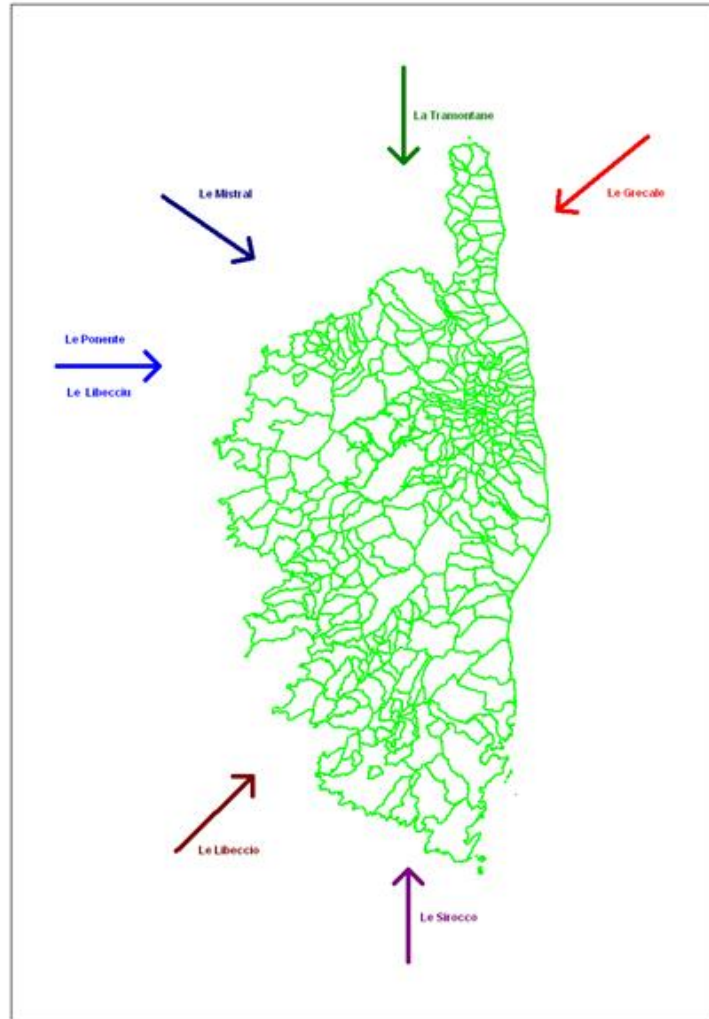 La Tramontane
Le Mistral
Le Grecale
Le Ponente
Le Libecciu
Le Libeccio
Le Sirocco